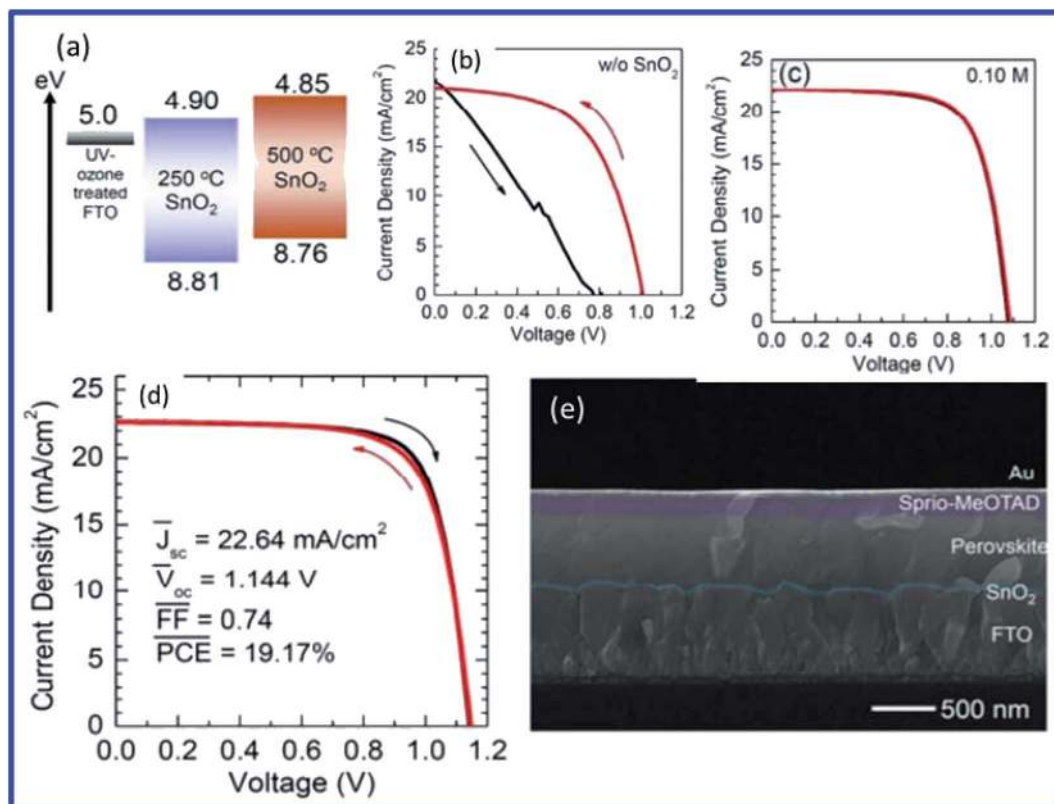 (a)
eV
5.0
UV-
ozone
treated
FTO
4.90
250 °C
SnO₂
8.81
4.85
500 °C
SnO₂
8.76
(b)
w/o SnO₂
Current Density (mA/cm²)
25
20
15
10
5
0
0.0 0.2 0.4 0.6 0.8 1.0 1.2
Voltage (V)
(c)
0.10 M
Current Density (mA/cm²)
25
20
15
10
5
0
0.0 0.2 0.4 0.6 0.8 1.0 1.2
Voltage (V)
(d)
Current Density (mA/cm²)
25
20
15
10
5
0
J̅sc = 22.64 mA/cm²
V̅oc = 1.144 V
F̅F̅ = 0.74
P̅C̅E̅ = 19.17%
0.0 0.2 0.4 0.6 0.8 1.0 1.2
Voltage (V)
(e)
Au
Sprio-MeOTAD
Perovskite
SnO₂
FTO
500 nm